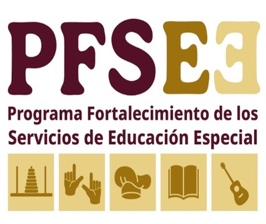 PFSEE
Programa Fortalecimiento de los
Servicios de Educación Especial